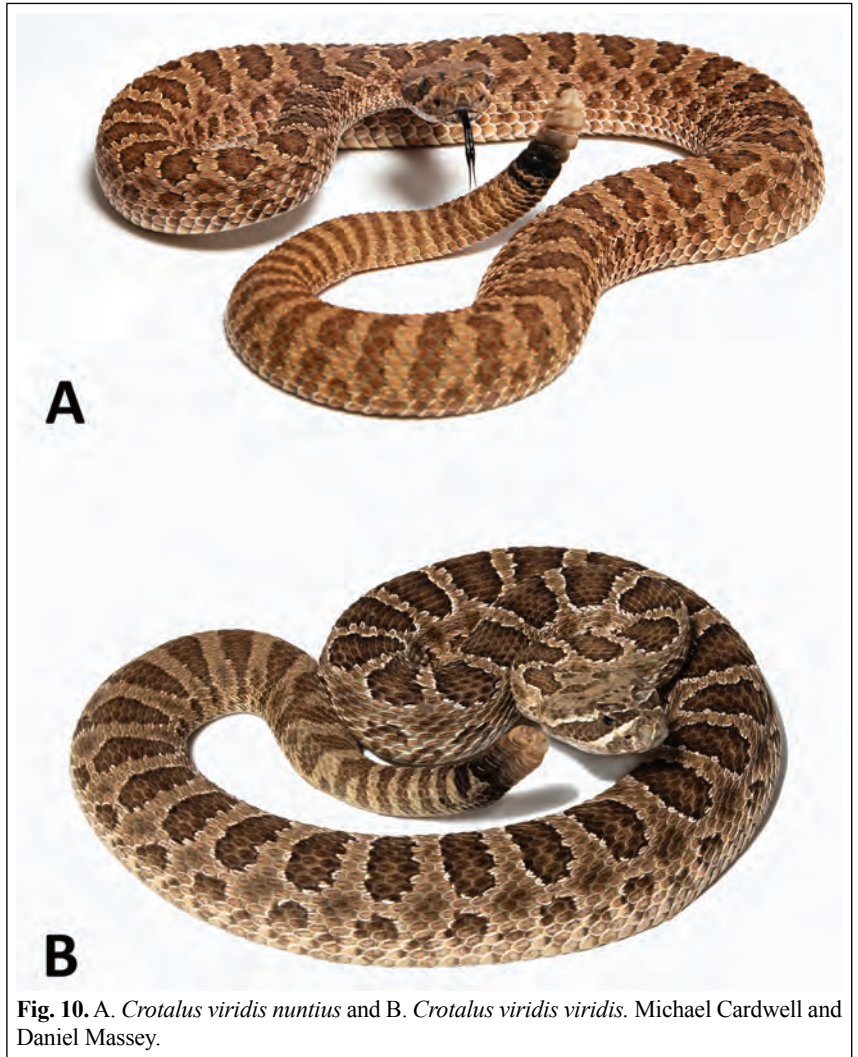 A
B
Fig. 10. A. Crotalus viridis nuntius and B. Crotalus viridis viridis. Michael Cardwell and
Daniel Massey.